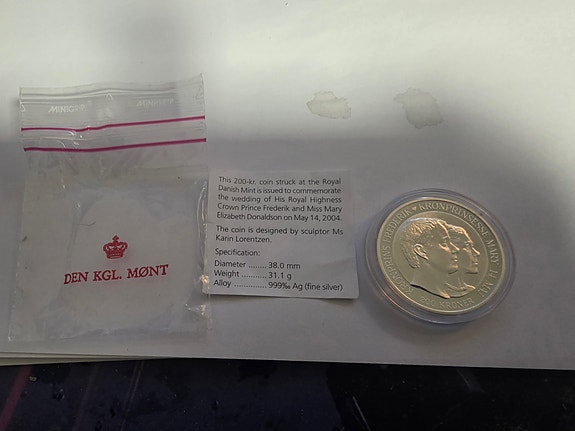 MINIGRIP
DEN KGL. MØNT
This 200-kr. coin struck at the Royal
Danish Mint is issued to commemorate
the wedding of His Royal Highness
Crown Prince Frederik and Miss Mary
Elizabeth Donaldson on May 14, 2004.
The coin is designed by sculptor Ms
Karin Lorentzen.
Specification:
Diameter ........ 38.0 mm
Weight ........... 31.1 g
Alloy .............. 999‰ Ag (fine silver)
KRONPRINS FREDERIK ♥ KRONPRINSESSE MARY 14 MAJ
200 KRONER